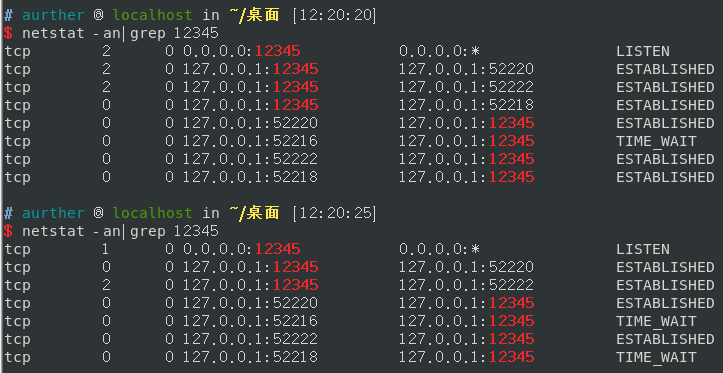 # aurther @ localhost in ~/桌面 [12:20:20]
$ netstat -an|grep 12345
tcp 2 0 0.0.0.0:12345 0.0.0.0:* LISTEN
tcp 2 0 127.0.0.1:12345 127.0.0.1:52220 ESTABLISHED
tcp 2 0 127.0.0.1:12345 127.0.0.1:52222 ESTABLISHED
tcp 0 0 127.0.0.1:12345 127.0.0.1:52218 ESTABLISHED
tcp 0 0 127.0.0.1:52220 127.0.0.1:12345 ESTABLISHED
tcp 0 0 127.0.0.1:52216 127.0.0.1:12345 TIME_WAIT
tcp 0 0 127.0.0.1:52222 127.0.0.1:12345 ESTABLISHED
tcp 0 0 127.0.0.1:52218 127.0.0.1:12345 ESTABLISHED
# aurther @ localhost in ~/桌面 [12:20:25]
$ netstat -an|grep 12345
tcp 1 0 0.0.0.0:12345 0.0.0.0:* LISTEN
tcp 0 0 127.0.0.1:12345 127.0.0.1:52220 ESTABLISHED
tcp 2 0 127.0.0.1:12345 127.0.0.1:52222 ESTABLISHED
tcp 0 0 127.0.0.1:52220 127.0.0.1:12345 ESTABLISHED
tcp 0 0 127.0.0.1:52216 127.0.0.1:12345 TIME_WAIT
tcp 0 0 127.0.0.1:52222 127.0.0.1:12345 ESTABLISHED
tcp 0 0 127.0.0.1:52218 127.0.0.1:12345 TIME_WAIT